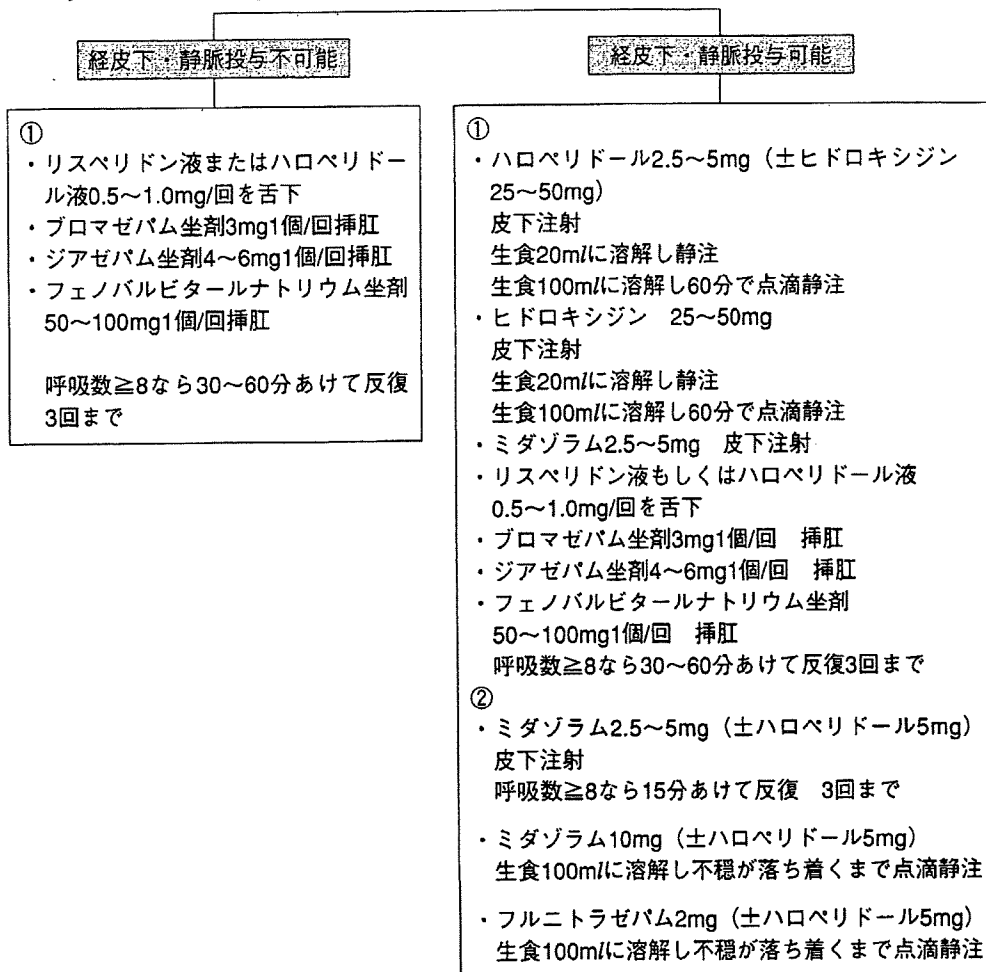 経皮下・静脈投与不可能
①
・リスペリドン液またはハロペリドー
ル液0.5〜1.0mg/回を舌下
・ブロマゼパム坐剤3mg1個/回挿肛
・ジアゼパム坐剤4〜6mg1個/回挿肛
・フェノバルビタールナトリウム坐剤
50〜100mg1個/回挿肛
呼吸数≧8なら30〜60分あけて反復
3回まで
経皮下・静脈投与可能
①
・ハロペリドール2.5〜5mg（±ヒドロキシジン
25〜50mg）
皮下注射
生食20mlに溶解し静注
生食100mlに溶解し60分で点滴静注
・ヒドロキシジン　25〜50mg
皮下注射
生食20mlに溶解し静注
生食100mlに溶解し60分で点滴静注
・ミダゾラム2.5〜5mg　皮下注射
・リスペリドン液もしくはハロペリドール液
0.5〜1.0mg/回を舌下
・ブロマゼパム坐剤3mg1個/回　挿肛
・ジアゼパム坐剤4〜6mg1個/回　挿肛
・フェノバルビタールナトリウム坐剤
50〜100mg1個/回　挿肛
呼吸数≧8なら30〜60分あけて反復3回まで
②
・ミダゾラム2.5〜5mg（±ハロペリドール5mg）
皮下注射
呼吸数≧8なら15分あけて反復　3回まで
・ミダゾラム10mg（±ハロペリドール5mg）
生食100mlに溶解し不穏が落ち着くまで点滴静注
・フルニトラゼパム2mg（±ハロペリドール5mg）
生食100mlに溶解し不穏が落ち着くまで点滴静注